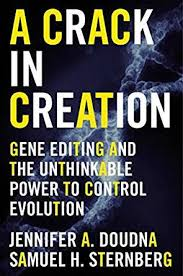 A CRACK
IN
CREATION
GENE EDITING AND
THE UNTHINKABLE
POWER TO CONTROL
EVOLUTION
JENNIFER A. DOUDNA
SAMUEL H. STERNBERG